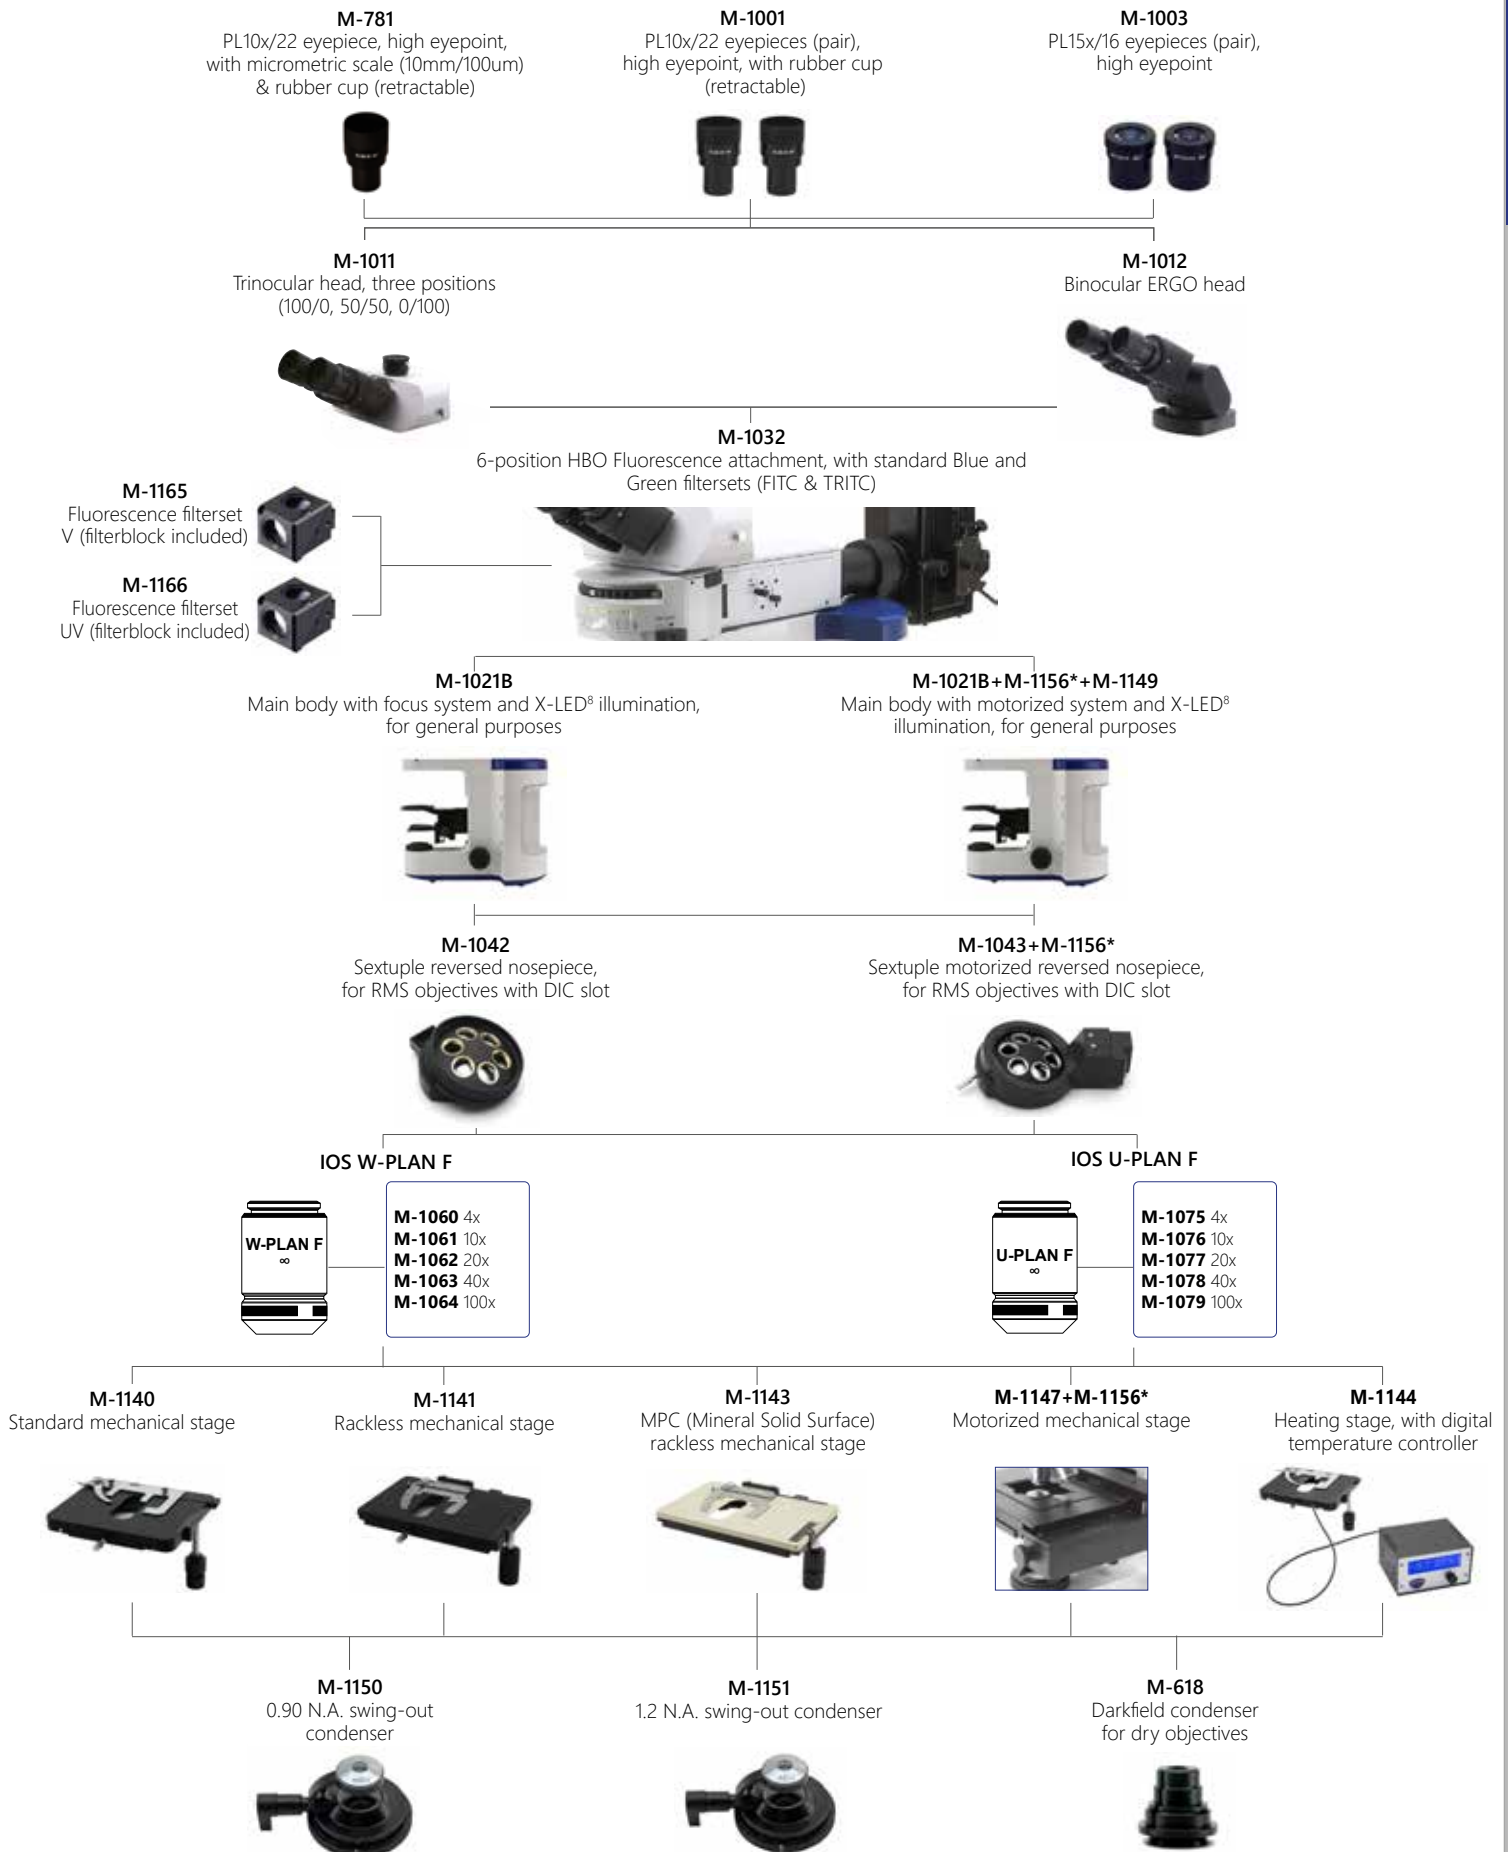 M-781
PL10x/22 eyepiece, high eyepoint,
with micrometric scale (10mm/100um)
& rubber cup (retractable)
M-1001
PL10x/22 eyepieces (pair),
high eyepoint, with rubber cup
(retractable)
M-1003
PL15x/16 eyepieces (pair),
high eyepoint
M-1011
Trinocular head, three positions
(100/0, 50/50, 0/100)
M-1012
Binocular ERGO head
M-1032
6-position HBO Fluorescence attachment, with standard Blue and
Green filtersets (FITC & TRITC)
M-1165
Fluorescence filterset
V (filterblock included)
M-1166
Fluorescence filterset
UV (filterblock included)
M-1021B
Main body with focus system and X-LED⁸ illumination,
for general purposes
M-1021B+M-1156*+M-1149
Main body with motorized system and X-LED⁸
illumination, for general purposes
M-1042
Sextuple reversed nosepiece,
for RMS objectives with DIC slot
M-1043+M-1156*
Sextuple motorized reversed nosepiece,
for RMS objectives with DIC slot
IOS W-PLAN F
W-PLAN F
∞
M-1060 4x
M-1061 10x
M-1062 20x
M-1063 40x
M-1064 100x
IOS U-PLAN F
U-PLAN F
∞
M-1075 4x
M-1076 10x
M-1077 20x
M-1078 40x
M-1079 100x
M-1140
Standard mechanical stage
M-1141
Rackless mechanical stage
M-1143
MPC (Mineral Solid Surface)
rackless mechanical stage
M-1147+M-1156*
Motorized mechanical stage
M-1144
Heating stage, with digital
temperature controller
M-1150
0.90 N.A. swing-out
condenser
M-1151
1.2 N.A. swing-out condenser
M-618
Darkfield condenser
for dry objectives